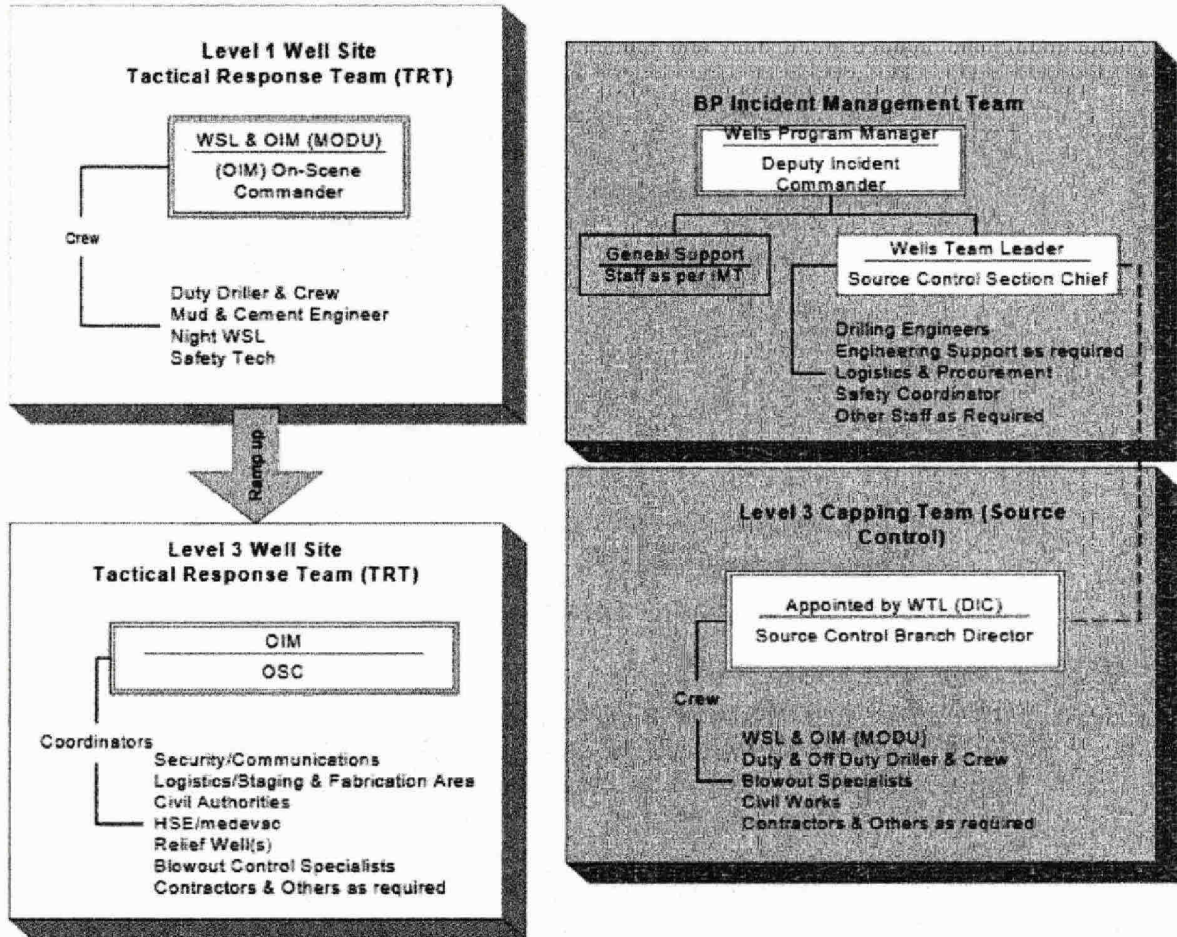 Level 1 Well Site
Tactical Response Team (TRT)
WSL & OIM (MODU)
(OIM) On-Scene
Commander
Crew
Duty Driller & Crew
Mud & Cement Engineer
Night WSL
Safety Tech
Ramp up
Level 3 Well Site
Tactical Response Team (TRT)
OIM
OSC
Coordinators
Security/Communications
Logistics/Staging & Fabrication Area
Civil Authorities
HSE/medevac
Relief Well(s)
Blowout Control Specialists
Contractors & Others as required
BP Incident Management Team
Wells Program Manager
Deputy Incident
Commander
Geneal Support
Staff as per IMT
Wells Team Leader
Source Control Section Chief
Drilling Engineers
Engineering Support as required
Logistics & Procurement
Safety Coordinator
Other Staff as Required
Level 3 Capping Team (Source
Control)
Appointed by WTL (DIC)
Source Control Branch Director
Crew
WSL & OIM (MODU)
Duty & Off Duty Driller & Crew
Blowout Specialists
Civil Works
Contractors & Others as required